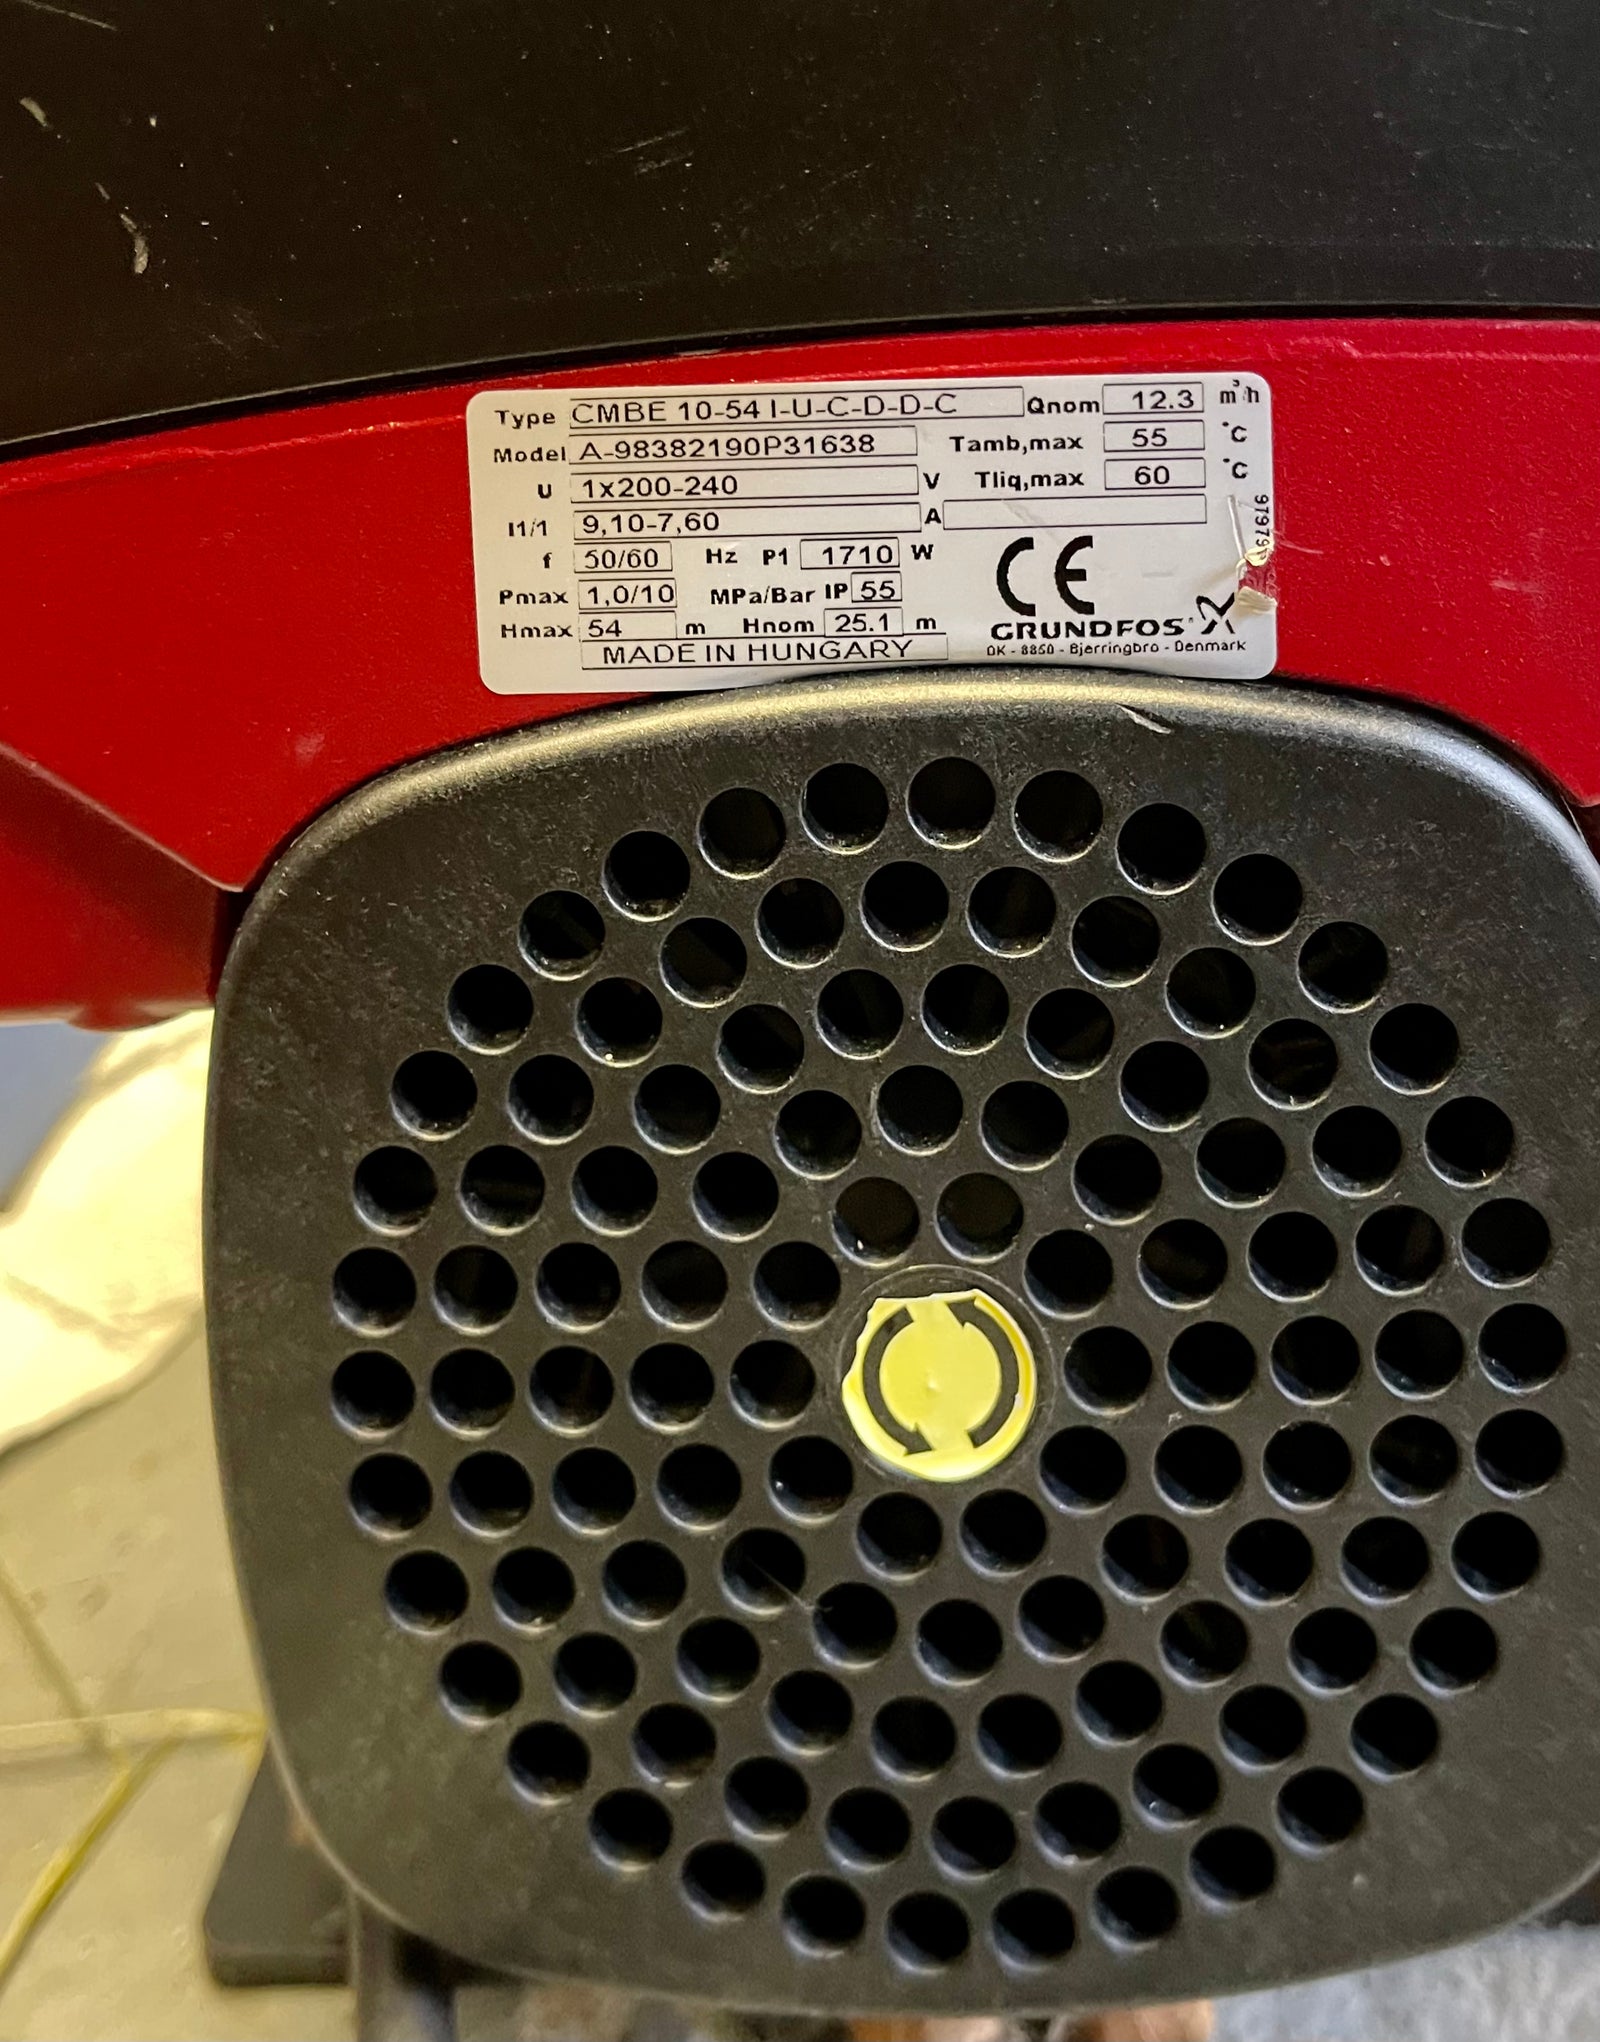 Type CMBE 10-54 I-U-C-D-D-C Qnom 12.3 m³/h
Model A-98382190P31638 Tamb,max 55 °C
U 1x200-240 V Tliq,max 60 °C
I1/1 9,10-7,60 A
f 50/60 Hz P1 1710 W
Pmax 1,0/10 MPa/Bar IP 55
CE
Hmax 54 m Hnom 25.1 m
GRUNDFOS
MADE IN HUNGARY
DK - 8850 - Bjerringbro - Denmark